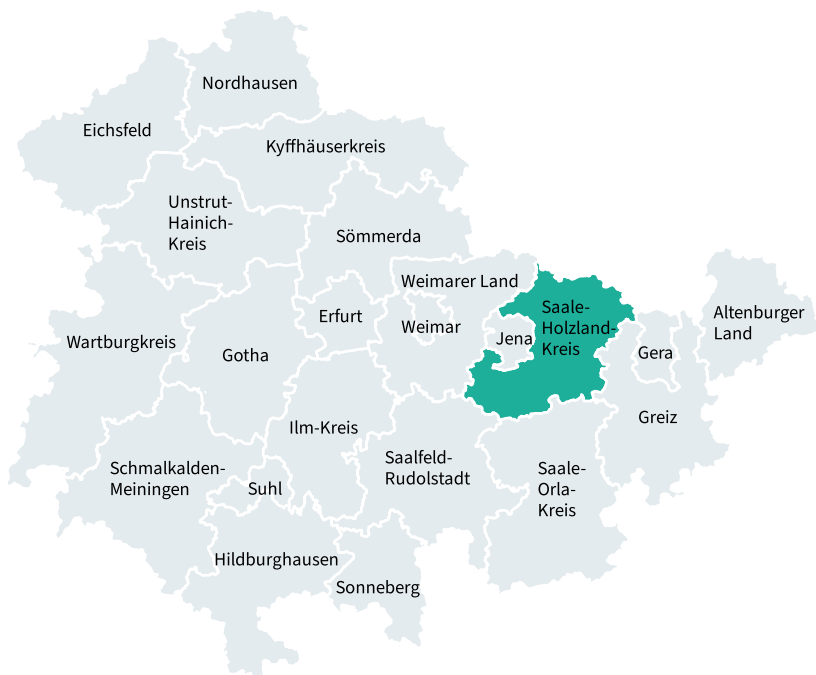 Nordhausen
Eichsfeld
Kyffhäuserkreis
Unstrut-
Hainich-
Kreis
Sömmerda
Weimarer Land
Saale-
Holzland-
Kreis
Altenburger
Land
Erfurt
Weimar
Jena
Wartburgkreis
Gotha
Gera
Greiz
Ilm-Kreis
Schmalkalden-
Meiningen
Suhl
Saalfeld-
Rudolstadt
Saale-
Orla-
Kreis
Hildburghausen
Sonneberg